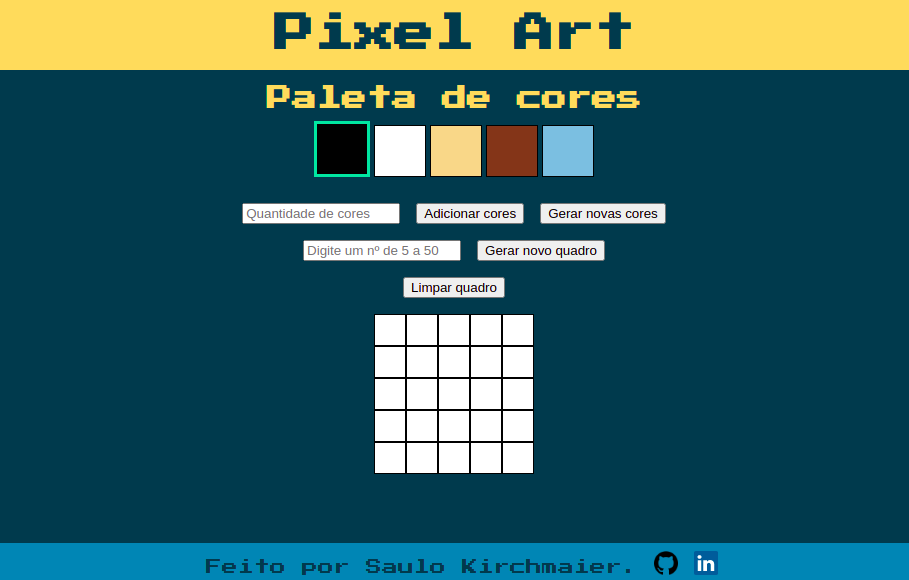 Pixel Art
Paleta de cores
Quantidade de cores Adicionar cores Gerar novas cores
Digite um nº de 5 a 50 Gerar novo quadro
Limpar quadro
Feito por Saulo Kirchmaier. in